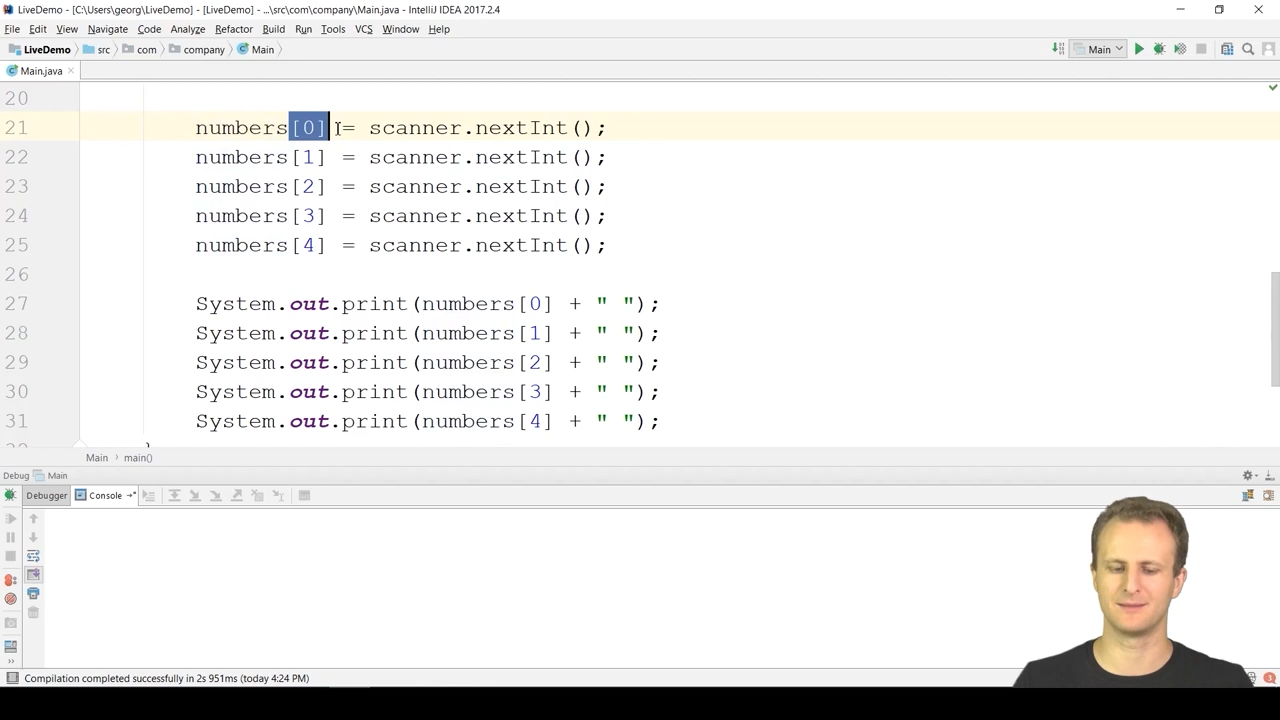 LiveDemo - [C:\Users\georg\LiveDemo] - [LiveDemo] - ...\src\com\company\Main.java - IntelliJ IDEA 2017.2.4
File Edit View Navigate Code Analyze Refactor Build Run Tools VCS Window Help
LiveDemo src com company Main Main
Main.java
20
21 numbers[0] = scanner.nextInt();
22 numbers[1] = scanner.nextInt();
23 numbers[2] = scanner.nextInt();
24 numbers[3] = scanner.nextInt();
25 numbers[4] = scanner.nextInt();
26
27 System.out.print(numbers[0] + " ");
28 System.out.print(numbers[1] + " ");
29 System.out.print(numbers[2] + " ");
30 System.out.print(numbers[3] + " ");
31 System.out.print(numbers[4] + " ");
Main main()
Debug Main
Debugger Console
Compilation completed successfully in 2s 951ms (today 4:24 PM)